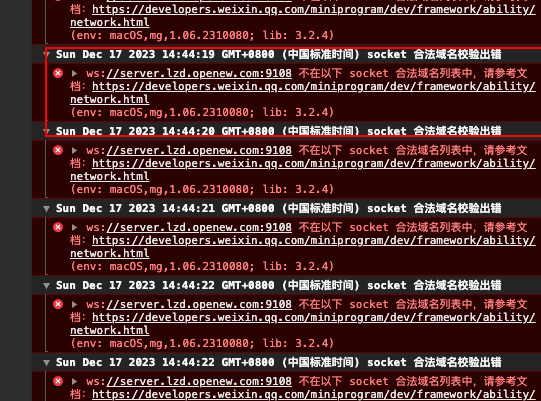 档: https://developers.weixin.qq.com/miniprogram/dev/framework/ability/
network.html
(env: macOS,mg,1.06.2310080; lib: 3.2.4)
▼ Sun Dec 17 2023 14:44:19 GMT+0800 (中国标准时间) socket 合法域名校验出错
▶ ws://server.lzd.openew.com:9108 不在以下 socket 合法域名列表中，请参考文
档: https://developers.weixin.qq.com/miniprogram/dev/framework/ability/
network.html
(env: macOS,mg,1.06.2310080; lib: 3.2.4)
▼ Sun Dec 17 2023 14:44:20 GMT+0800 (中国标准时间) socket 合法域名校验出错
▶ ws://server.lzd.openew.com:9108 不在以下 socket 合法域名列表中，请参考文
档: https://developers.weixin.qq.com/miniprogram/dev/framework/ability/
network.html
(env: macOS,mg,1.06.2310080; lib: 3.2.4)
▼ Sun Dec 17 2023 14:44:21 GMT+0800 (中国标准时间) socket 合法域名校验出错
▶ ws://server.lzd.openew.com:9108 不在以下 socket 合法域名列表中，请参考文
档: https://developers.weixin.qq.com/miniprogram/dev/framework/ability/
network.html
(env: macOS,mg,1.06.2310080; lib: 3.2.4)
▼ Sun Dec 17 2023 14:44:22 GMT+0800 (中国标准时间) socket 合法域名校验出错
▶ ws://server.lzd.openew.com:9108 不在以下 socket 合法域名列表中，请参考文
档: https://developers.weixin.qq.com/miniprogram/dev/framework/ability/
network.html
(env: macOS,mg,1.06.2310080; lib: 3.2.4)
▼ Sun Dec 17 2023 14:44:22 GMT+0800 (中国标准时间) socket 合法域名校验出错
▶ ws://server.lzd.openew.com:9108 不在以下 socket 合法域名列表中，请参考文
档: https://developers.weixin.qq.com/miniprogram/dev/framework/ability/